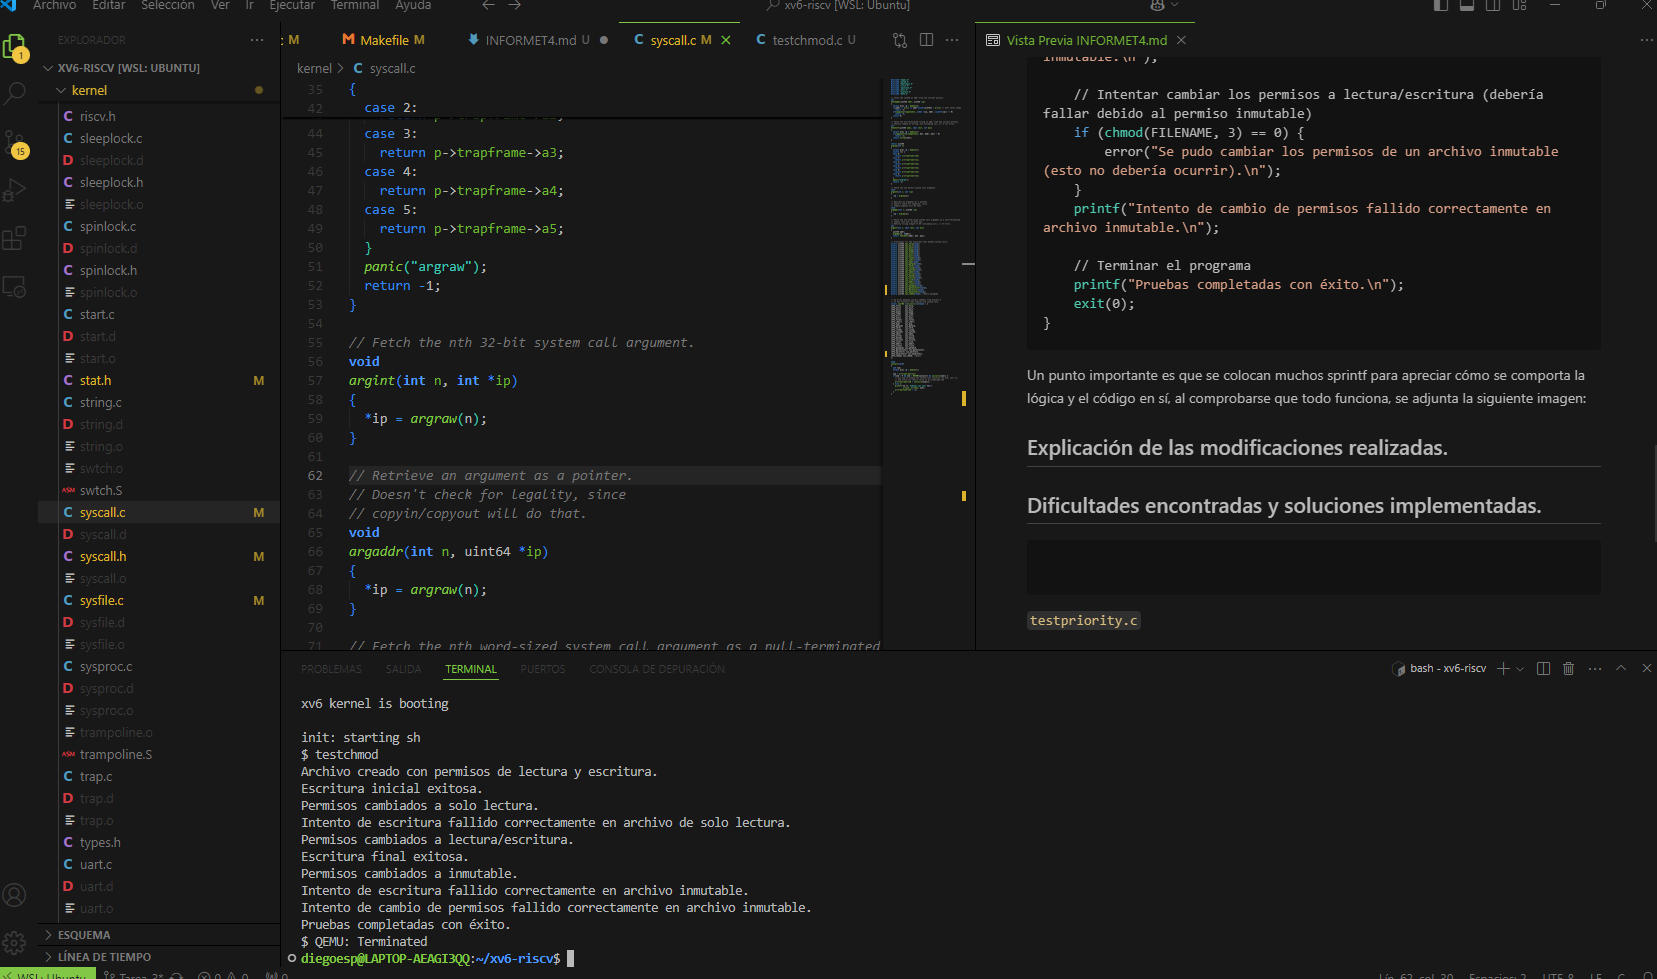 Archivo Editar Selección Ver Ir Ejecutar Terminal Ayuda
xv6-riscv [WSL: Ubuntu]
EXPLORADOR
XV6-RISCV [WSL: UBUNTU]
kernel
riscv.h
sleeplock.c
sleeplock.d
sleeplock.h
sleeplock.o
spinlock.c
spinlock.d
spinlock.h
spinlock.o
start.c
start.d
start.o
stat.h M
string.c
string.d
string.o
swtch.o
swtch.S
syscall.c M
syscall.d
syscall.h M
syscall.o
sysfile.c M
sysfile.d
sysfile.o
sysproc.c
sysproc.d
sysproc.o
trampoline.o
trampoline.S
trap.c
trap.d
trap.o
types.h
uart.c
uart.d
uart.o
ESQUEMA
LÍNEA DE TIEMPO
1
15
M
Makefile M
INFORMET4.md U
syscall.c M
testchmod.c U
kernel > syscall.c
35 {
42 case 2:
44 case 3:
45 return p->trapframe->a3;
46 case 4:
47 return p->trapframe->a4;
48 case 5:
49 return p->trapframe->a5;
50 }
51 panic("argraw");
52 return -1;
53 }
54
55 // Fetch the nth 32-bit system call argument.
56 void
57 argint(int n, int *ip)
58 {
59 *ip = argraw(n);
60 }
61
62 // Retrieve an argument as a pointer.
63 // Doesn't check for legality, since
64 // copyin/copyout will do that.
65 void
66 argaddr(int n, uint64 *ip)
67 {
68 *ip = argraw(n);
69 }
70
71 // Fetch the nth word-sized system call argument as a null-terminated
Vista Previa INFORMET4.md
inmutable.\n");
// Intentar cambiar los permisos a lectura/escritura (debería
fallar debido al permiso inmutable)
if (chmod(FILENAME, 3) == 0) {
error("Se pudo cambiar los permisos de un archivo inmutable
(esto no debería ocurrir).\n");
}
printf("Intento de cambio de permisos fallido correctamente en
archivo inmutable.\n");
// Terminar el programa
printf("Pruebas completadas con éxito.\n");
exit(0);
}
Un punto importante es que se colocan muchos sprintf para apreciar cómo se comporta la
lógica y el código en sí, al comprobarse que todo funciona, se adjunta la siguiente imagen:
Explicación de las modificaciones realizadas.
Dificultades encontradas y soluciones implementadas.
testpriority.c
PROBLEMAS SALIDA TERMINAL PUERTOS CONSOLA DE DEPURACIÓN
bash - xv6-riscv
xv6 kernel is booting
init: starting sh
$ testchmod
Archivo creado con permisos de lectura y escritura.
Escritura inicial exitosa.
Permisos cambiados a solo lectura.
Intento de escritura fallido correctamente en archivo de solo lectura.
Permisos cambiados a lectura/escritura.
Escritura final exitosa.
Permisos cambiados a inmutable.
Intento de escritura fallido correctamente en archivo inmutable.
Intento de cambio de permisos fallido correctamente en archivo inmutable.
Pruebas completadas con éxito.
$ QEMU: Terminated
diegoesp@LAPTOP-AEAGI3QQ:~/xv6-riscv$
WSL: Ubuntu Tarea 3* 0 0 0
Lín. 62, col. 30 Espacios: 2 UTF-8 LF C